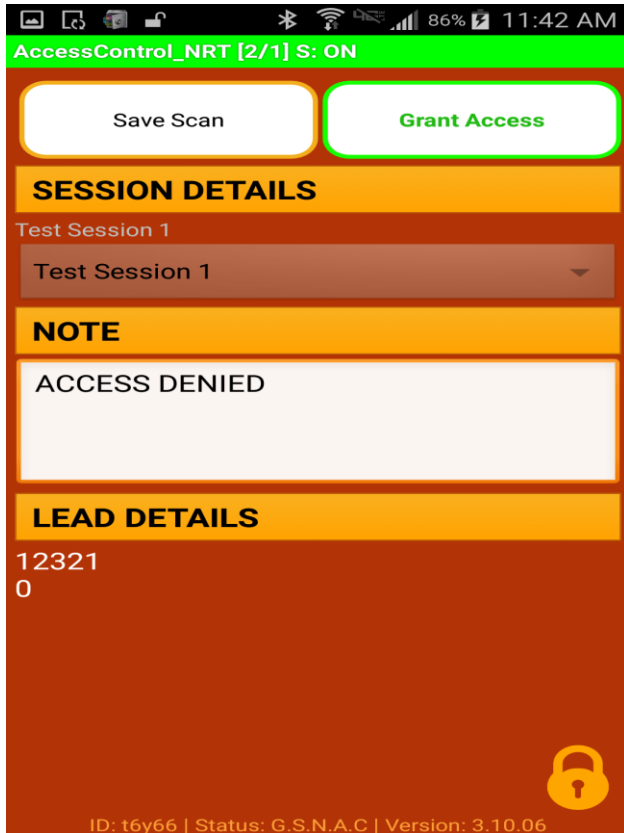 86% 11:42 AM
AccessControl_NRT [2/1] S: ON
Save Scan Grant Access
SESSION DETAILS
Test Session 1
Test Session 1
NOTE
ACCESS DENIED
LEAD DETAILS
12321
0
ID: t6y66 | Status: G.S.N.A.C | Version: 3.10.06